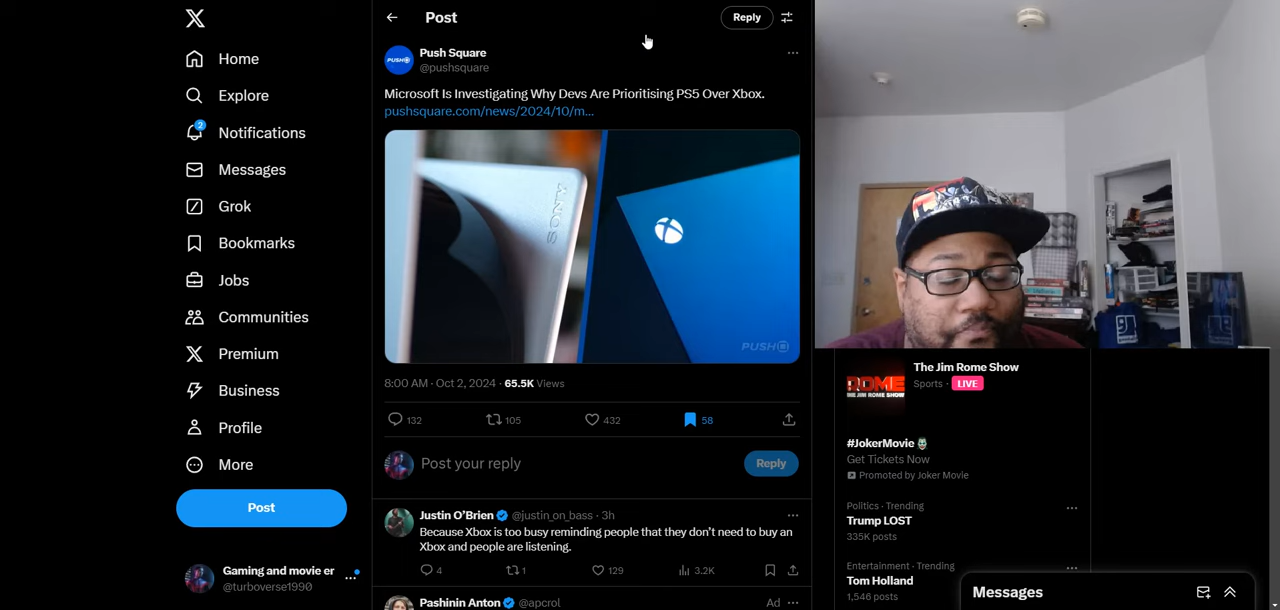 Home
Explore
2
Notifications
Messages
Grok
Bookmarks
Jobs
Communities
Premium
Business
Profile
More
Post
Gaming and movie er
@turboverse1990
Post
Reply
PUSH
Push Square
@pushsquare
Microsoft Is Investigating Why Devs Are Prioritising PS5 Over Xbox.
pushsquare.com/news/2024/10/m...
SONY
PUSH
8:00 AM · Oct 2, 2024 · 65.5K Views
132
105
432
58
Post your reply
Reply
Justin O'Brien @justin_on_bass · 3h
Because Xbox is too busy reminding people that they don't need to buy an
Xbox and people are listening.
4
1
129
3.2K
Pashinin Anton @apcrol
Ad
ROME
THE JIM ROME SHOW
The Jim Rome Show
Sports · LIVE
#JokerMovie
Get Tickets Now
Promoted by Joker Movie
Politics · Trending
Trump LOST
335K posts
Entertainment · Trending
Tom Holland
1,546 posts
Messages